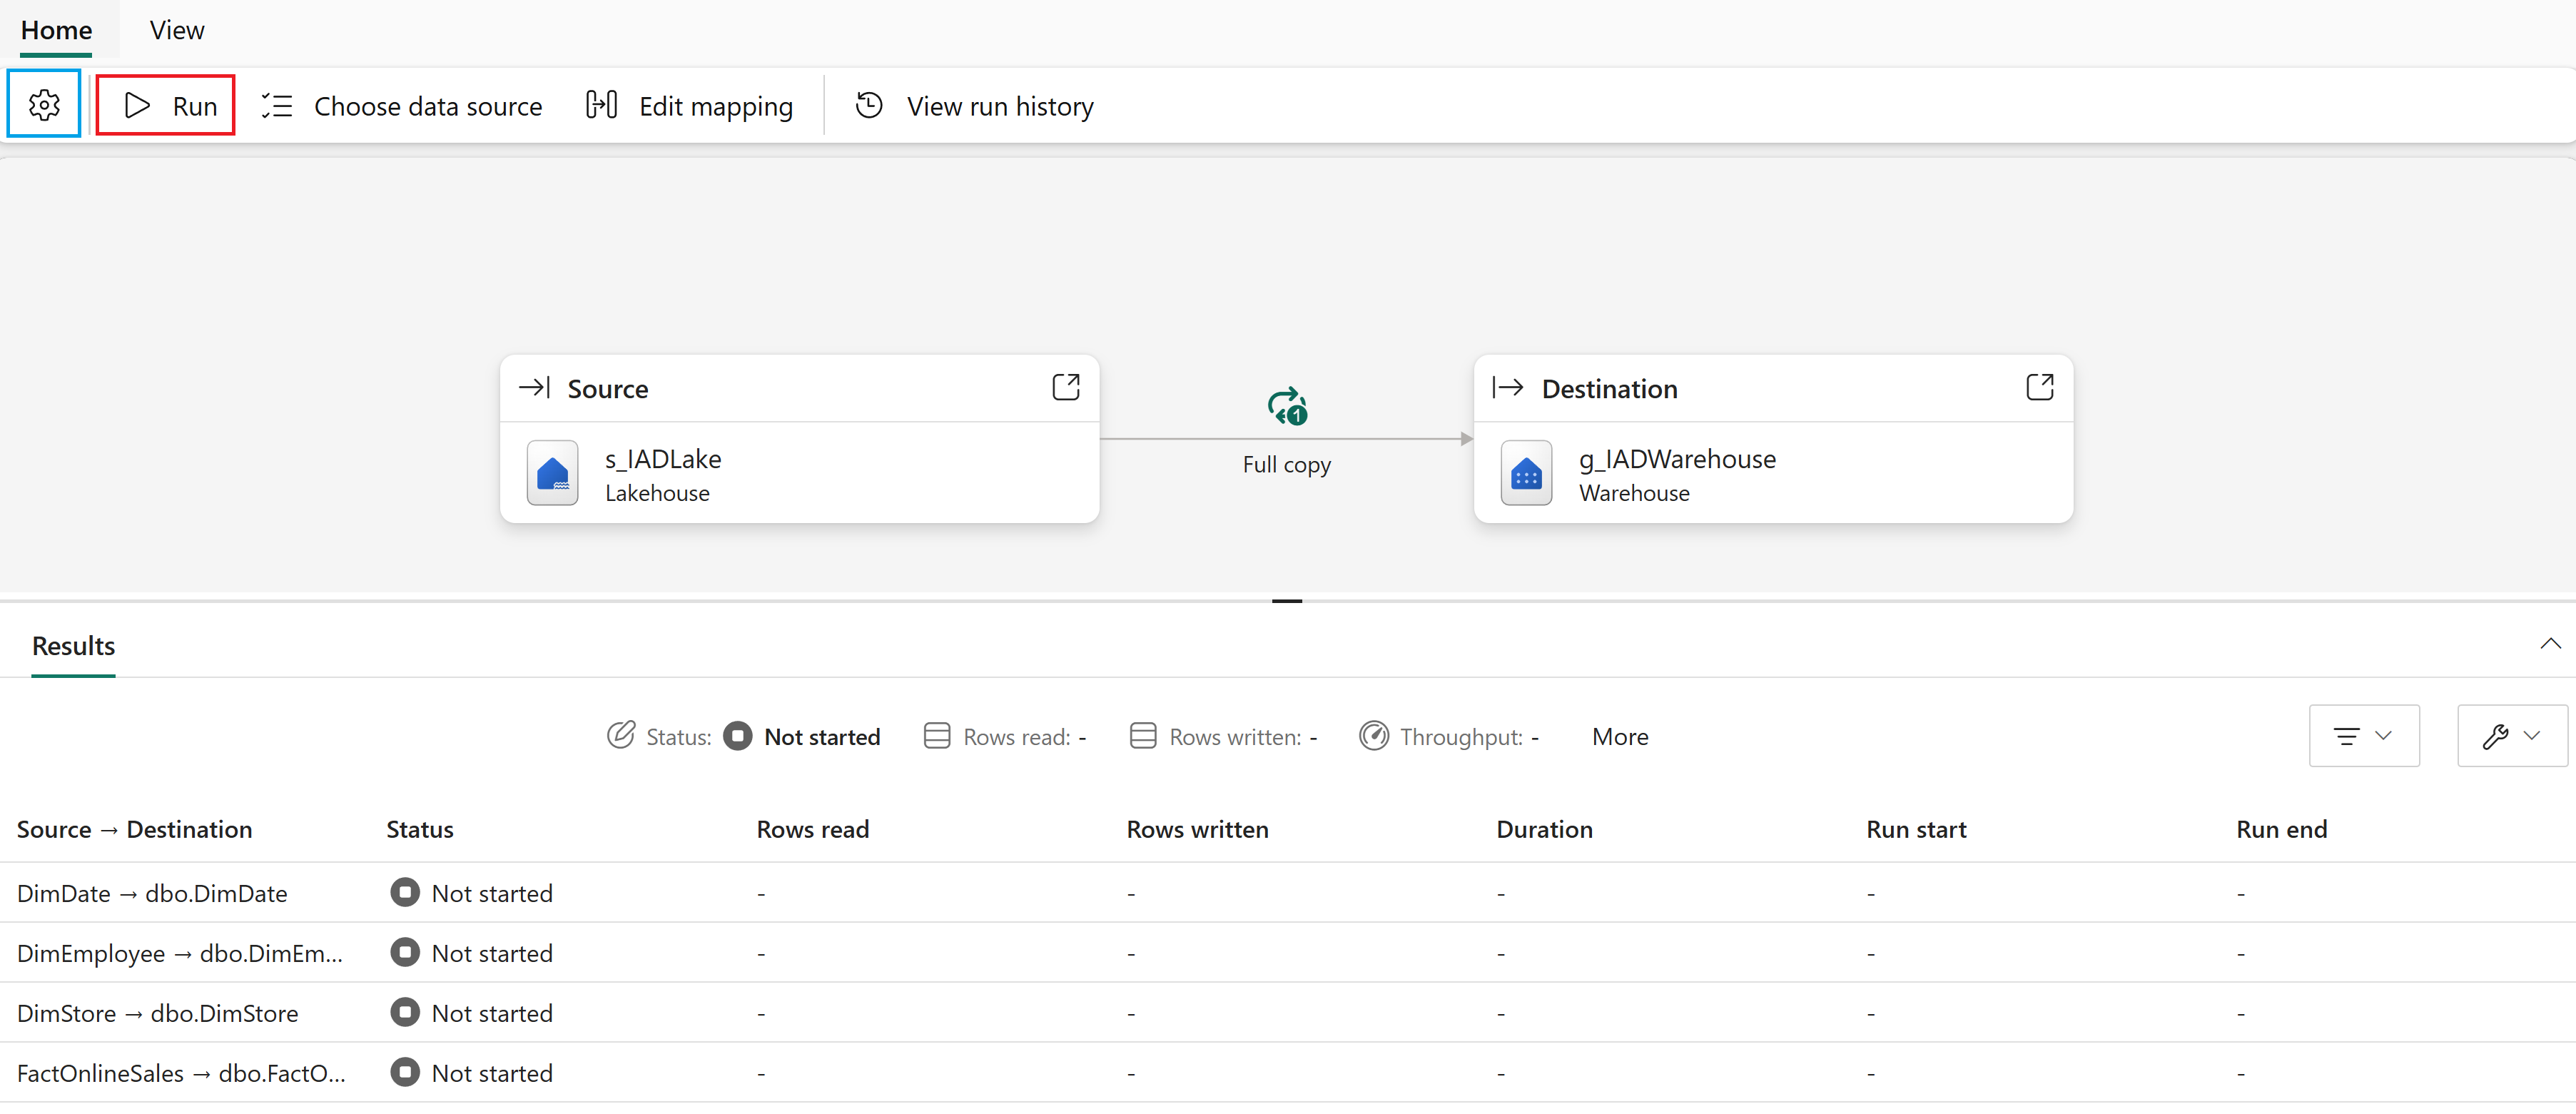 Home View
Run Choose data source Edit mapping View run history
Source Destination
1
s_IADLake g_IADWarehouse
Full copy
Lakehouse Warehouse
Results
Status: Not started Rows read: - Rows written: - Throughput: - More
Source → Destination Status Rows read Rows written Duration Run start Run end
DimDate → dbo.DimDate Not started - - - - -
DimEmployee → dbo.DimEm... Not started - - - - -
DimStore → dbo.DimStore Not started - - - - -
FactOnlineSales → dbo.FactO... Not started - - - - -